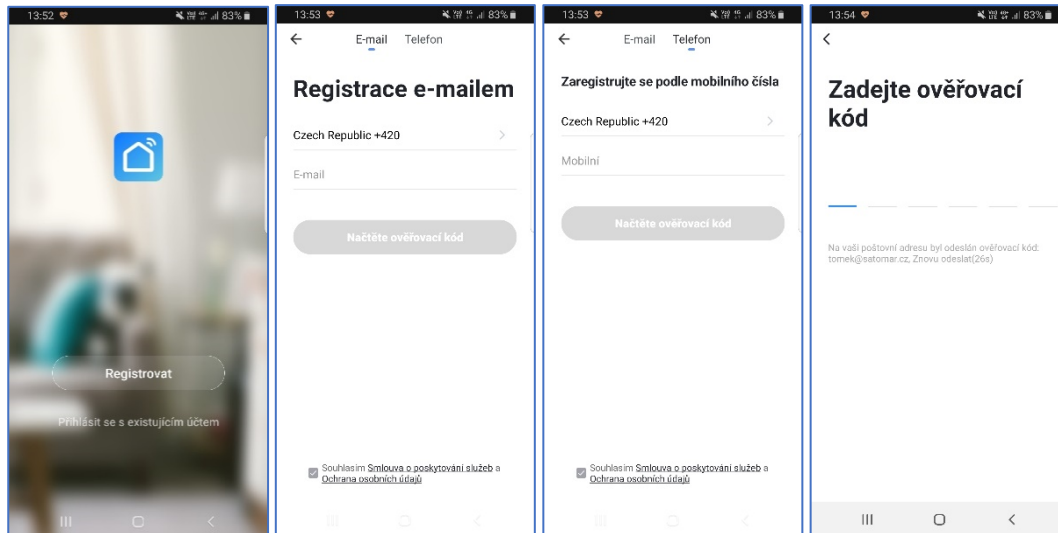 13:52
83%
Registrovat
Přihlásit se s existujícím účtem
13:53
83%
E-mail Telefon
Registrace e-mailem
Czech Republic +420
E-mail
Načtěte ověřovací kód
Souhlasim Smlouva o poskytování služeb a
Ochrana osobních údajů
13:53
83%
E-mail Telefon
Zaregistrujte se podle mobilního čísla
Czech Republic +420
Mobilní
Načtěte ověřovací kód
Souhlasim Smlouva o poskytování služeb a
Ochrana osobních údajů
13:54
83%
Zadejte ověřovací
kód
Na vaši poštovní adresu byl odeslán ověřovací kód:
tomek@satomar.cz, Znovu odeslat(26s)